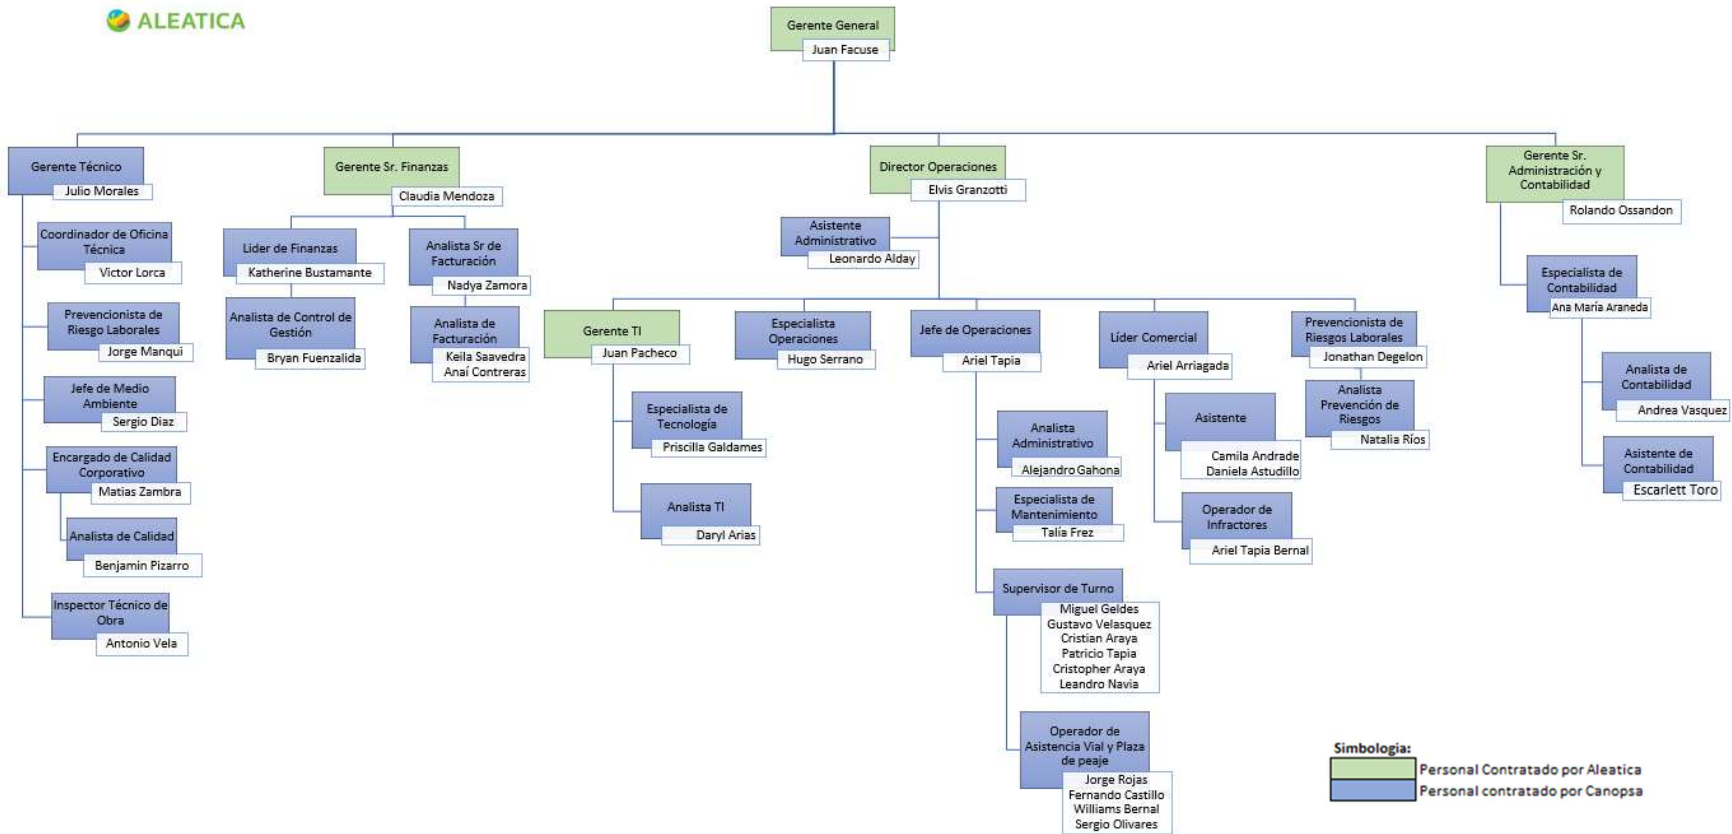 ALEATICA
Gerente General
Juan Facuse
Gerente Técnico
Julio Morales
Coordinador de Oficina
Técnica
Victor Lorca
Prevencionista de
Riesgo Laborales
Jorge Manqui
Jefe de Medio
Ambiente
Sergio Diaz
Encargado de Calidad
Corporativo
Matias Zambra
Analista de Calidad
Benjamin Pizarro
Inspector Técnico de
Obra
Antonio Vela
Gerente Sr. Finanzas
Claudia Mendoza
Lider de Finanzas
Katherine Bustamante
Analista de Control de
Gestión
Bryan Fuenzalida
Analista Sr de
Facturación
Nadya Zamora
Analista de
Facturación
Keila Saavedra
Anaí Contreras
Director Operaciones
Elvis Granzotti
Asistente
Administrativo
Leonardo Alday
Gerente TI
Juan Pacheco
Especialista de
Tecnología
Priscilla Galdames
Analista TI
Daryl Arias
Especialista
Operaciones
Hugo Serrano
Jefe de Operaciones
Ariel Tapia
Analista
Administrativo
Alejandro Gahona
Especialista de
Mantenimiento
Talía Frez
Supervisor de Turno
Miguel Geldes
Gustavo Velasquez
Cristian Araya
Patricio Tapia
Cristopher Araya
Leandro Navia
Operador de
Asistencia Vial y Plaza
de peaje
Jorge Rojas
Fernando Castillo
Williams Bernal
Sergio Olivares
Líder Comercial
Ariel Arriagada
Asistente
Camila Andrade
Daniela Astudillo
Operador de
Infractores
Ariel Tapia Bernal
Prevencionista de
Riesgos Laborales
Jonathan Degelon
Analista
Prevención de
Riesgos
Natalia Ríos
Gerente Sr.
Administración y
Contabilidad
Rolando Ossandon
Especialista de
Contabilidad
Ana María Araneda
Analista de
Contabilidad
Andrea Vasquez
Asistente de
Contabilidad
Escarlett Toro
Simbologia:
Personal Contratado por Aleatica
Personal contratado por Canopsa